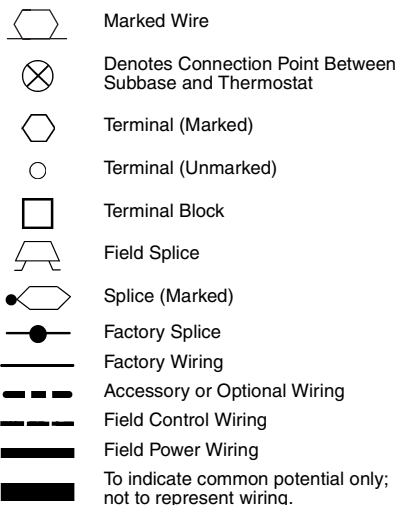 Marked Wire
Denotes Connection Point Between
Subbase and Thermostat
Terminal (Marked)
Terminal (Unmarked)
Terminal Block
Field Splice
Splice (Marked)
Factory Splice
Factory Wiring
Accessory or Optional Wiring
Field Control Wiring
Field Power Wiring
To indicate common potential only;
not to represent wiring.